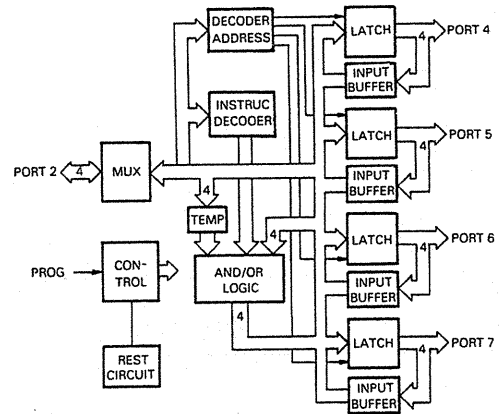 DECODER
ADDRESS
LATCH
4
PORT 4
INPUT
BUFFER
INSTRUC
DECOOER
LATCH
4
PORT 5
INPUT
BUFFER
PORT 2
4
MUX
4
TEMP
4
LATCH
4
PORT 6
INPUT
BUFFER
PROG
CON-
TROL
AND/OR
LOGIC
4
LATCH
4
PORT 7
INPUT
BUFFER
REST
CIRCUIT